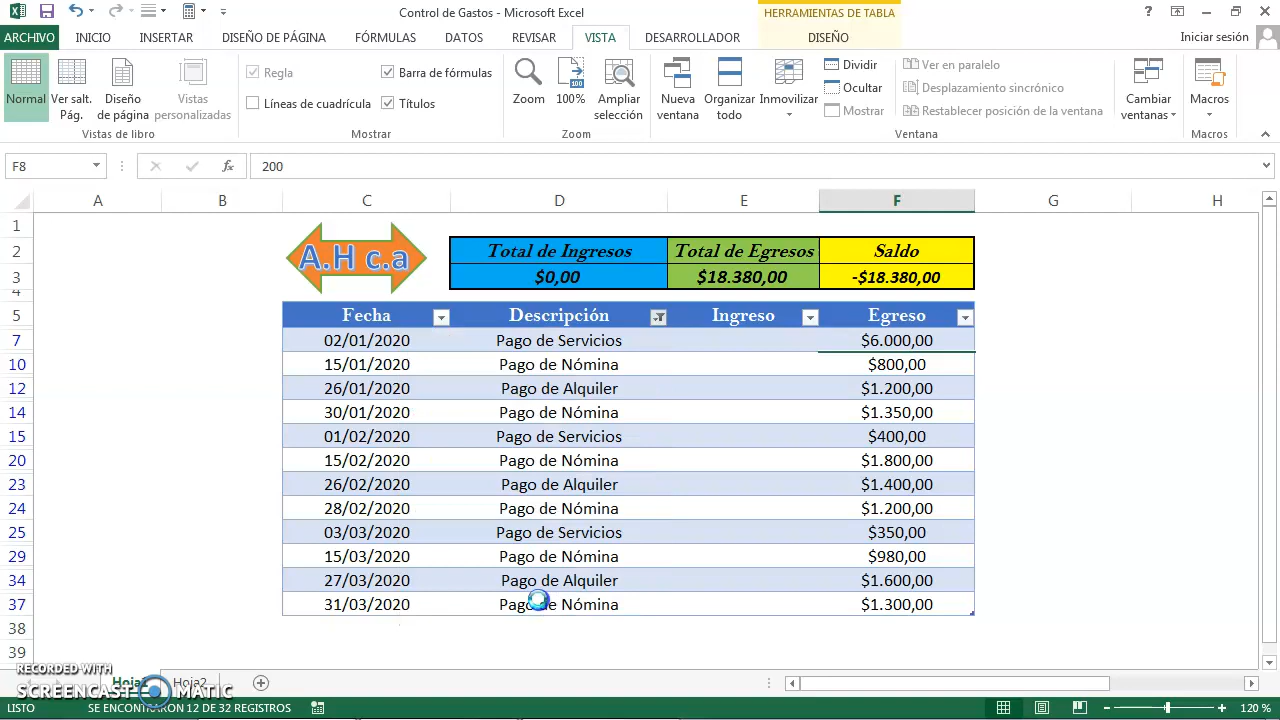 Control de Gastos - Microsoft Excel
HERRAMIENTAS DE TABLA
ARCHIVO INICIO INSERTAR DISEÑO DE PÁGINA FÓRMULAS DATOS REVISAR VISTA DESARROLLADOR DISEÑO Iniciar sesión
Normal Ver salt. Pág. Diseño de página Vistas personalizadas
Vistas de libro
Regla Barra de fórmulas
Líneas de cuadrícula Títulos
Mostrar
Zoom 100% Ampliar selección
Zoom
Nueva ventana Organizar todo Inmovilizar
Dividir
Ocultar
Mostrar
Ver en paralelo
Desplazamiento sincrónico
Restablecer posición de la ventana
Ventana
Cambiar ventanas
Macros
Macros
F8 fx 200
A B C D E F G H
1
A.H c.a
2 Total de Ingresos Total de Egresos Saldo
3 $0,00 $18.380,00 -$18.380,00
4
5 Fecha Descripción Ingreso Egreso
7 02/01/2020 Pago de Servicios $6.000,00
10 15/01/2020 Pago de Nómina $800,00
12 26/01/2020 Pago de Alquiler $1.200,00
14 30/01/2020 Pago de Nómina $1.350,00
15 01/02/2020 Pago de Servicios $400,00
20 15/02/2020 Pago de Nómina $1.800,00
23 26/02/2020 Pago de Alquiler $1.400,00
24 28/02/2020 Pago de Nómina $1.200,00
25 03/03/2020 Pago de Servicios $350,00
29 15/03/2020 Pago de Nómina $980,00
34 27/03/2020 Pago de Alquiler $1.600,00
37 31/03/2020 Pago de Nómina $1.300,00
38
39
RECORDED WITH
SCREENCAST MATIC
Hoja2
LISTO SE ENCONTRARON 12 DE 32 REGISTROS 120 %